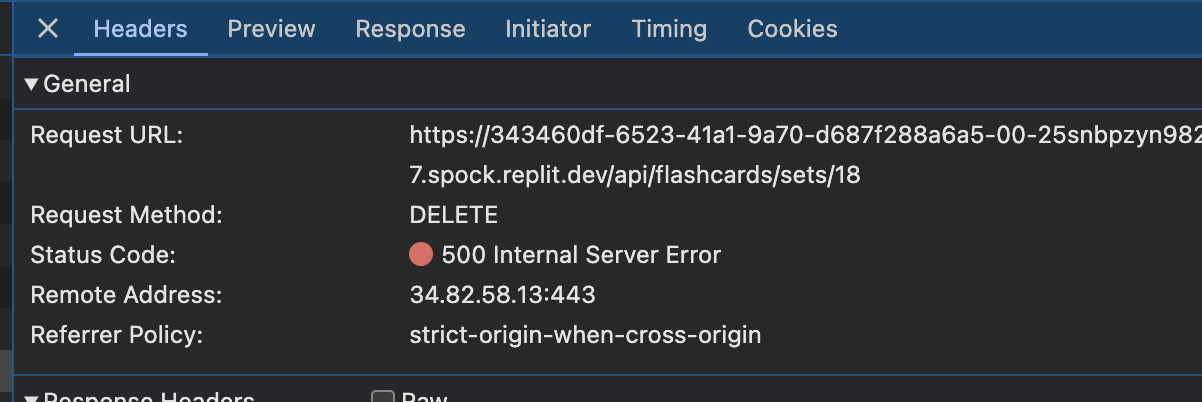 Headers Preview Response Initiator Timing Cookies
General
Request URL: https://343460df-6523-41a1-9a70-d687f288a6a5-00-25snbpzyn982
7.spock.replit.dev/api/flashcards/sets/18
Request Method: DELETE
Status Code: 500 Internal Server Error
Remote Address: 34.82.58.13:443
Referrer Policy: strict-origin-when-cross-origin
Response Headers Raw